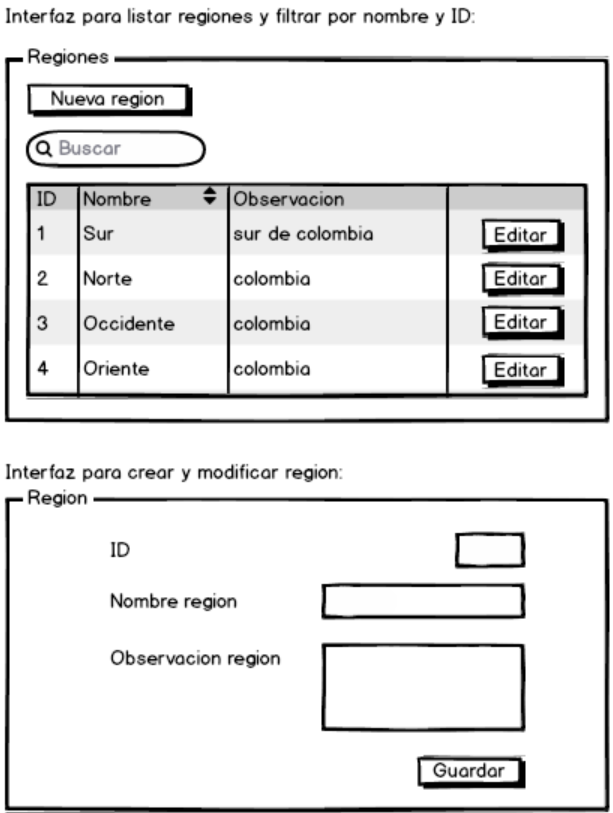 Interfaz para listar regiones y filtrar por nombre y ID:
Regiones
Nueva region
Buscar
ID Nombre Observacion
1 Sur sur de colombia Editar
2 Norte colombia Editar
3 Occidente colombia Editar
4 Oriente colombia Editar
Interfaz para crear y modificar region:
Region
ID
Nombre region
Observacion region
Guardar